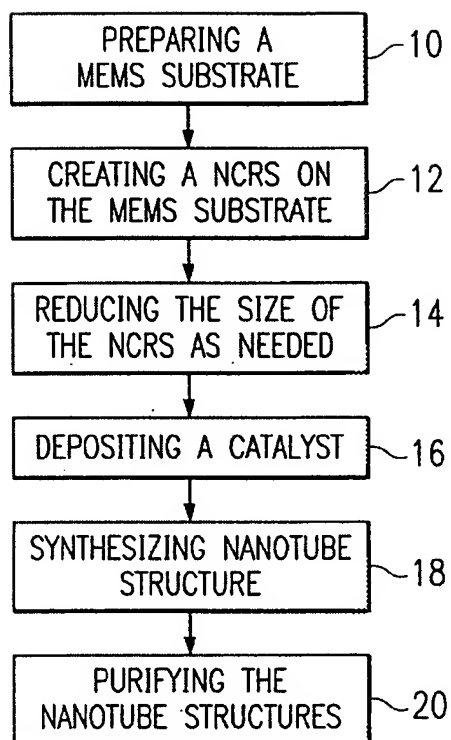 PREPARING A
MEMS SUBSTRATE
10
CREATING A NCRS ON
THE MEMS SUBSTRATE
12
REDUCING THE SIZE OF
THE NCRS AS NEEDED
14
DEPOSITING A CATALYST
16
SYNTHESIZING NANOTUBE
STRUCTURE
18
PURIFYING THE
NANOTUBE STRUCTURES
20